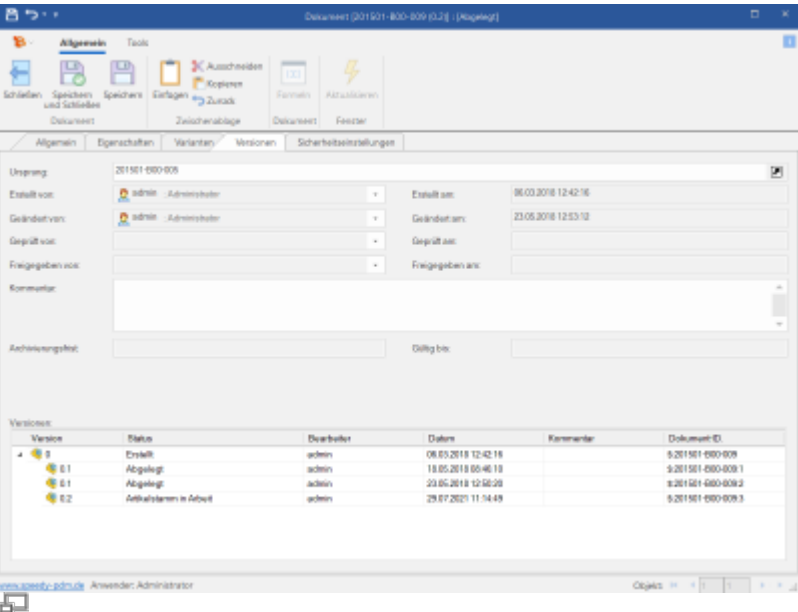 Dokument [201501-B00-009 (0.2)] : [Abgelegt]
Allgemein Tools
Schließen Speichern und Schließen Speichern Einfügen Ausschneiden Kopieren Zurück Formeln Aktualisieren
Dokument Zwischenablage Dokument Fenster
Allgemein Eigenschaften Varianten Versionen Sicherheitseinstellungen
Ursprung: 201501-B00-009
Erstellt von: admin : Administrator Erstellt am: 06.03.2018 12:42:16
Geändert von: admin : Administrator Geändert am: 23.05.2018 12:53:12
Geprüft von: Geprüft am:
Freigegeben von: Freigegeben am:
Kommentar:
Archivierungsfrist: Gültig bis:
Versionen:
Version Status Bearbeiter Datum Kommentar Dokument-ID.
0 Erstellt admin 06.03.2018 12:42:16 S:201501-B00-009
0.1 Abgelegt admin 18.05.2018 08:46:10 S:201501-B00-009:1
0.1 Abgelegt admin 23.05.2018 12:50:20 S:201501-B00-009:2
0.2 Artikelstamm in Arbeit admin 29.07.2021 11:14:49 S:201501-B00-009:3
www.speedy-pdm.de Anwender: Administrator Objekt: